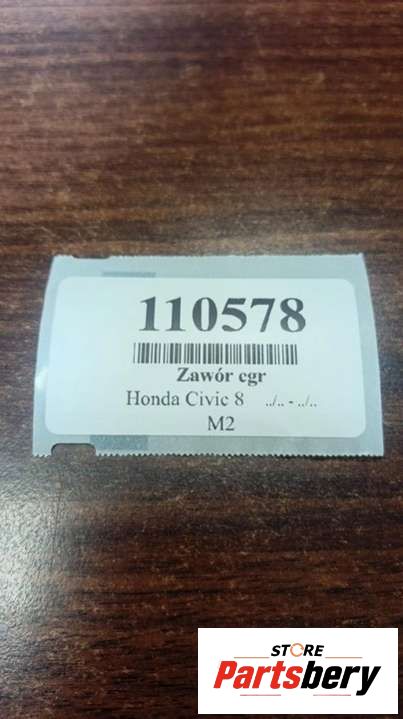 110578
Zawór egr
Honda Civic 8 ../.. - ../..
M2
STORE
Partsbery